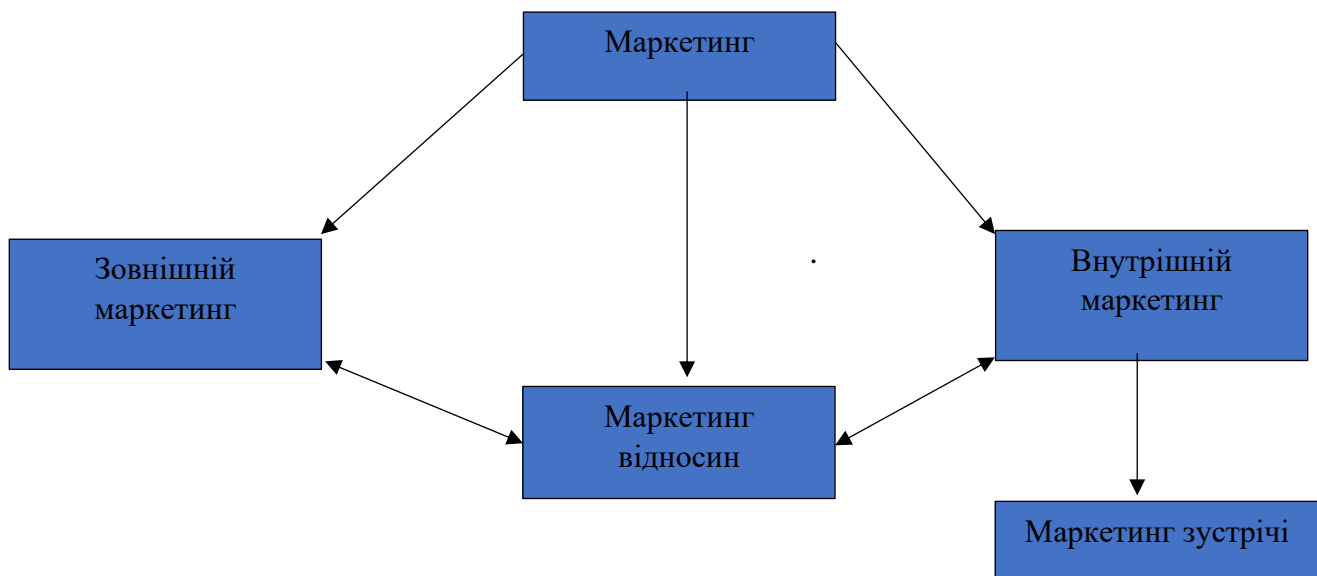 Маркетинг
Зовнішній
маркетинг
Внутрішній
маркетинг
.
Маркетинг
відносин
Маркетинг зустрічі